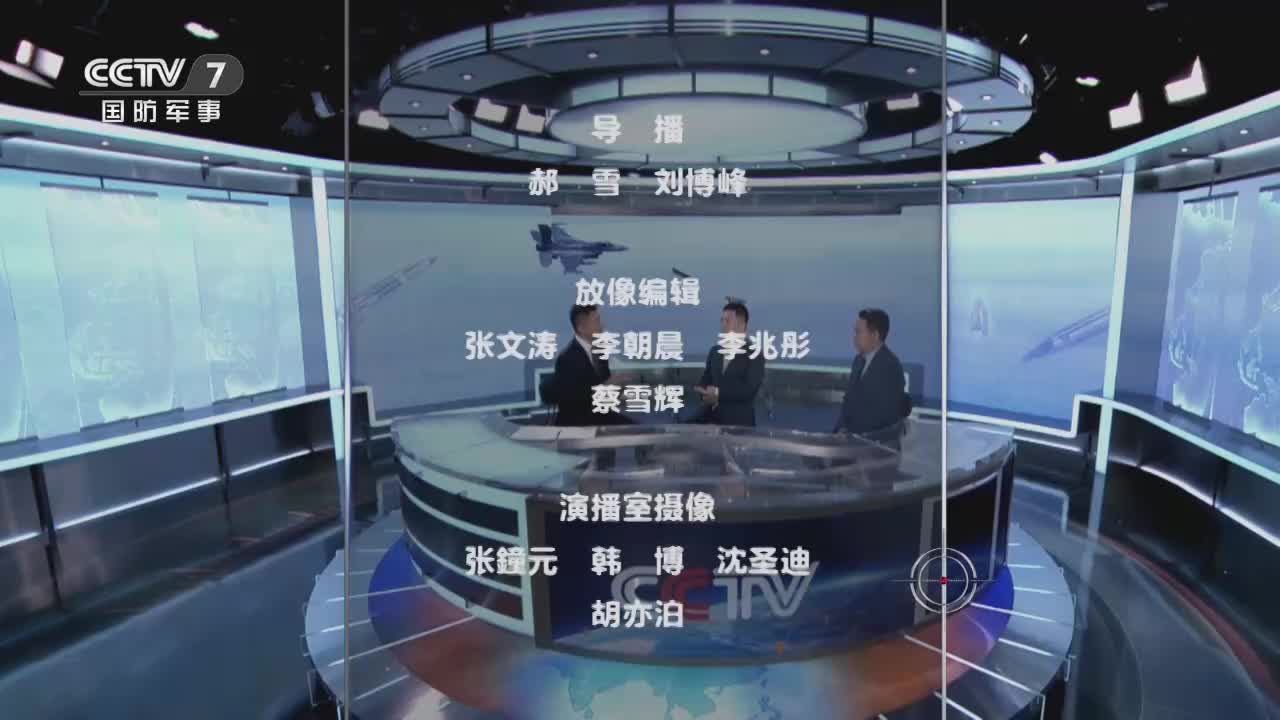 CCTV 7
国防军事
导 播
郝 雪 刘博峰
放像编辑
张文涛 李朝晨 李兆彤
蔡雪辉
演播室摄像
张鐘元 韩 博 沈圣迪
CCTV
胡亦泊